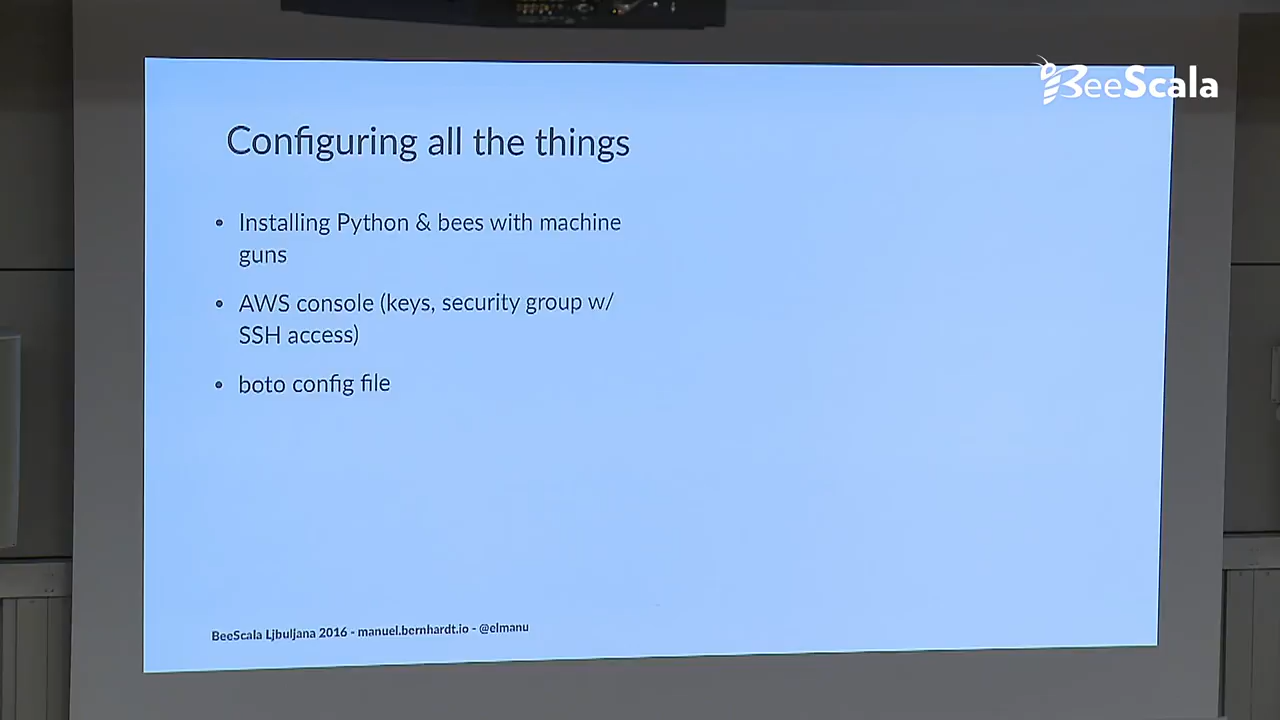 BeeScala
Configuring all the things
• Installing Python & bees with machine
guns
• AWS console (keys, security group w/
SSH access)
• boto config file
BeeScala Ljbuljana 2016 - manuel.bernhardt.io - @elmanu